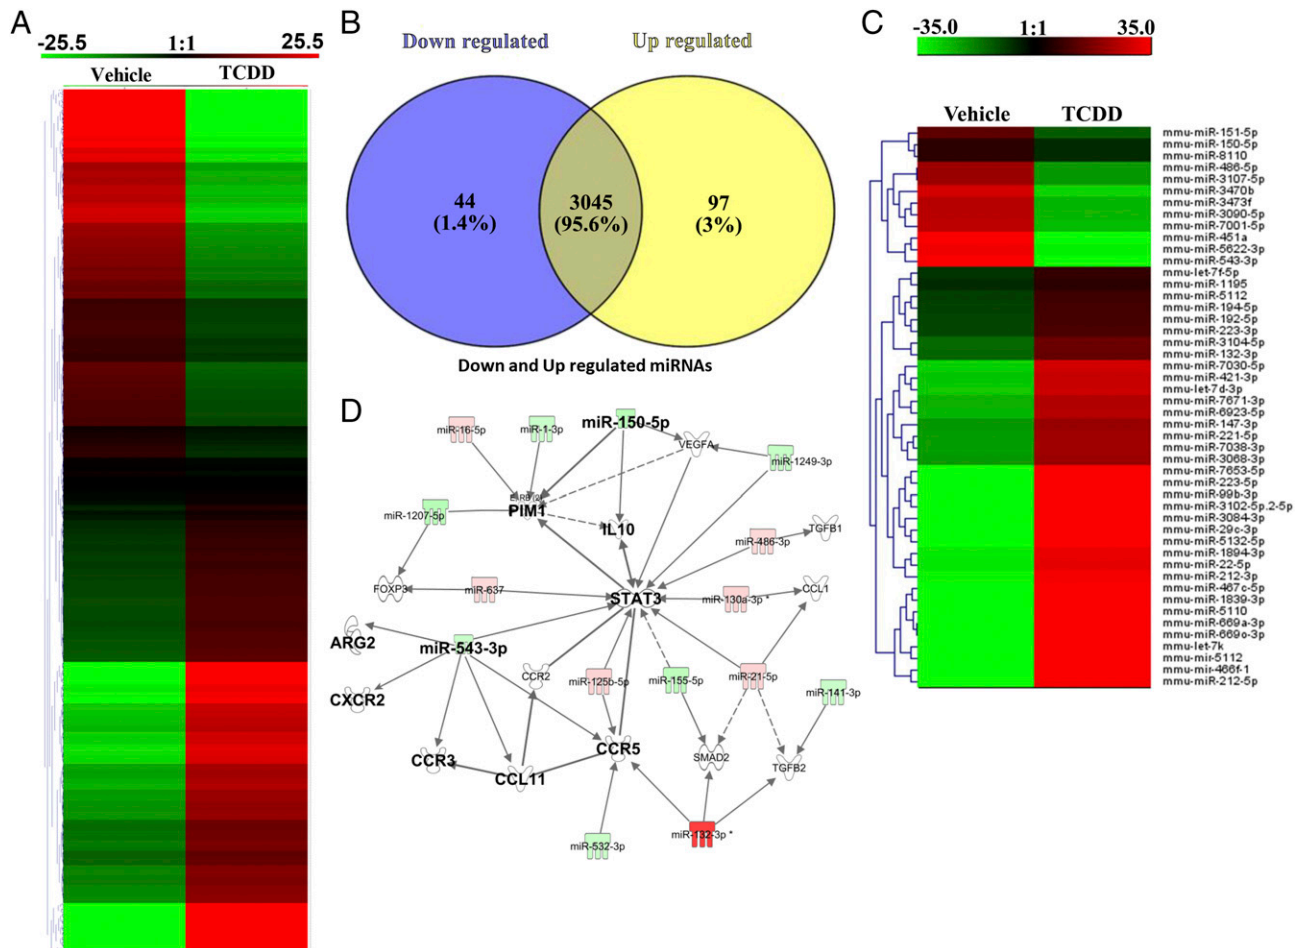 A
-25.5 1:1 25.5
Vehicle TCDD
B
Down regulated Up regulated
44
(1.4%)
3045
(95.6%)
97
(3%)
Down and Up regulated miRNAs
C
-35.0 1:1 35.0
Vehicle TCDD
mmu-miR-151-5p
mmu-miR-150-5p
mmu-miR-8110
mmu-miR-486-5p
mmu-miR-3107-5p
mmu-miR-3470b
mmu-miR-3473f
mmu-miR-3090-5p
mmu-miR-7001-5p
mmu-miR-451a
mmu-miR-5622-3p
mmu-miR-543-3p
mmu-let-7f-5p
mmu-miR-1195
mmu-miR-5112
mmu-miR-194-5p
mmu-miR-192-5p
mmu-miR-223-3p
mmu-miR-3104-5p
mmu-miR-132-3p
mmu-miR-7030-5p
mmu-miR-421-3p
mmu-let-7d-3p
mmu-miR-7671-3p
mmu-miR-6923-5p
mmu-miR-147-3p
mmu-miR-221-5p
mmu-miR-7038-3p
mmu-miR-3068-3p
mmu-miR-7653-5p
mmu-miR-223-5p
mmu-miR-99b-3p
mmu-miR-3102-5p.2-5p
mmu-miR-3084-3p
mmu-miR-29c-3p
mmu-miR-5132-5p
mmu-miR-1894-3p
mmu-miR-22-5p
mmu-miR-212-3p
mmu-miR-467c-5p
mmu-miR-1839-3p
mmu-miR-5110
mmu-miR-669a-3p
mmu-miR-669c-3p
mmu-let-7k
mmu-mir-5112
mmu-mir-466f-1
mmu-miR-212-5p
D
miR-16-5p
miR-1-3p
miR-150-5p
VEGFA
miR-1249-3p
PIM1
miR-1207-5p
IL10
miR-486-3p
TGFB1
FOXP3
miR-637
STAT3
miR-130a-3p *
CCL1
ARG2
miR-543-3p
CCR2
miR-125b-5p
miR-155-5p
miR-21-5p
miR-141-3p
CXCR2
CCR3
CCL11
CCR5
SMAD2
TGFB2
miR-532-3p
miR-132-3p *